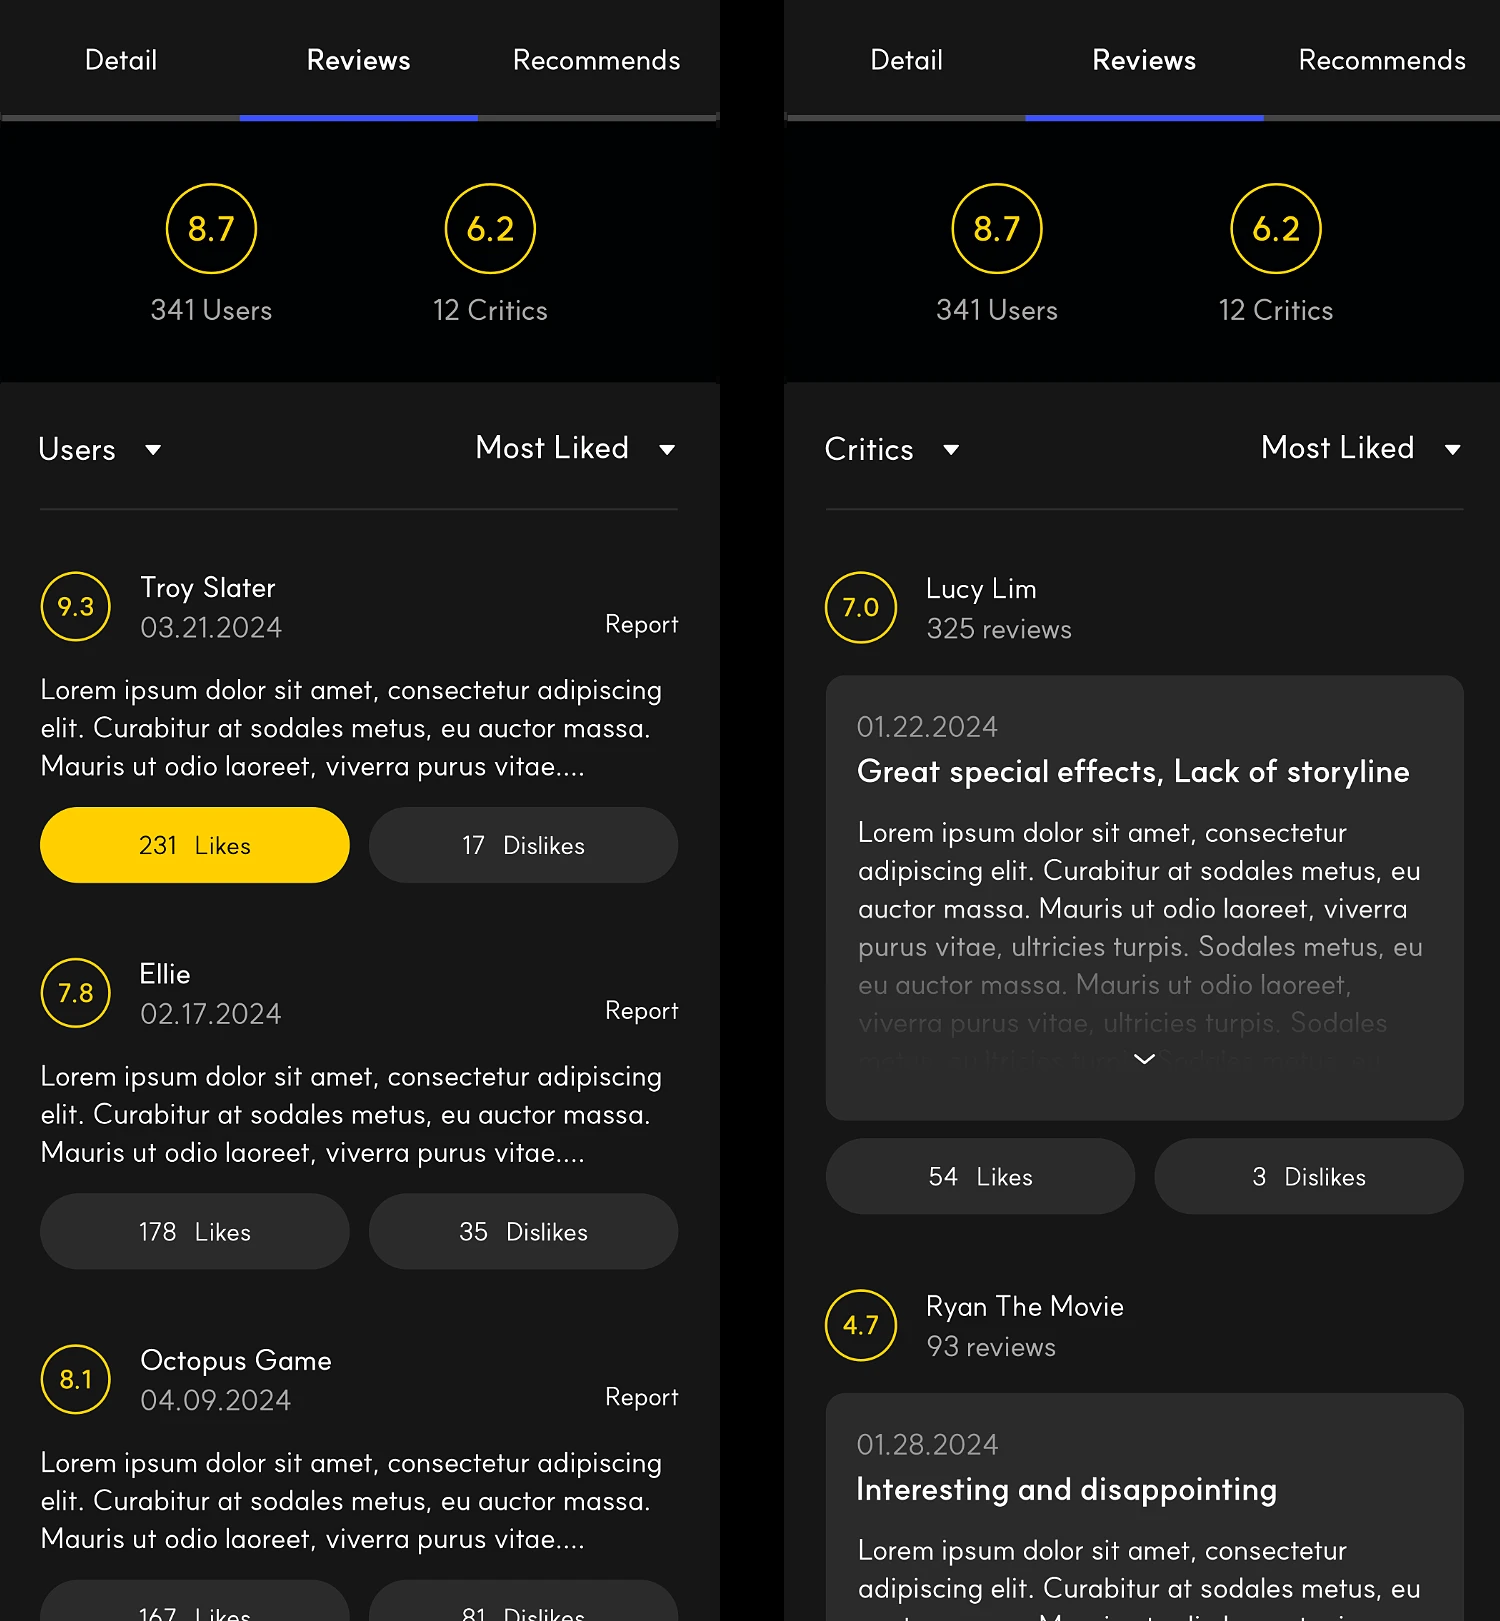 Detail Reviews Recommends
8.7 6.2
341 Users 12 Critics
Users Most Liked
9.3 Troy Slater
03.21.2024 Report
Lorem ipsum dolor sit amet, consectetur adipiscing
elit. Curabitur at sodales metus, eu auctor massa.
Mauris ut odio laoreet, viverra purus vitae....
231 Likes 17 Dislikes
7.8 Ellie
02.17.2024 Report
Lorem ipsum dolor sit amet, consectetur adipiscing
elit. Curabitur at sodales metus, eu auctor massa.
Mauris ut odio laoreet, viverra purus vitae....
178 Likes 35 Dislikes
8.1 Octopus Game
04.09.2024 Report
Lorem ipsum dolor sit amet, consectetur adipiscing
elit. Curabitur at sodales metus, eu auctor massa.
Mauris ut odio laoreet, viverra purus vitae....
167 Likes 81 Dislikes
Detail Reviews Recommends
8.7 6.2
341 Users 12 Critics
Critics Most Liked
7.0 Lucy Lim
325 reviews
01.22.2024
Great special effects, Lack of storyline
Lorem ipsum dolor sit amet, consectetur
adipiscing elit. Curabitur at sodales metus, eu
auctor massa. Mauris ut odio laoreet, viverra
purus vitae, ultricies turpis. Sodales metus, eu
eu auctor massa. Mauris ut odio laoreet,
viverra purus vitae, ultricies turpis. Sodales
54 Likes 3 Dislikes
4.7 Ryan The Movie
93 reviews
01.28.2024
Interesting and disappointing
Lorem ipsum dolor sit amet, consectetur
adipiscing elit. Curabitur at sodales metus, eu